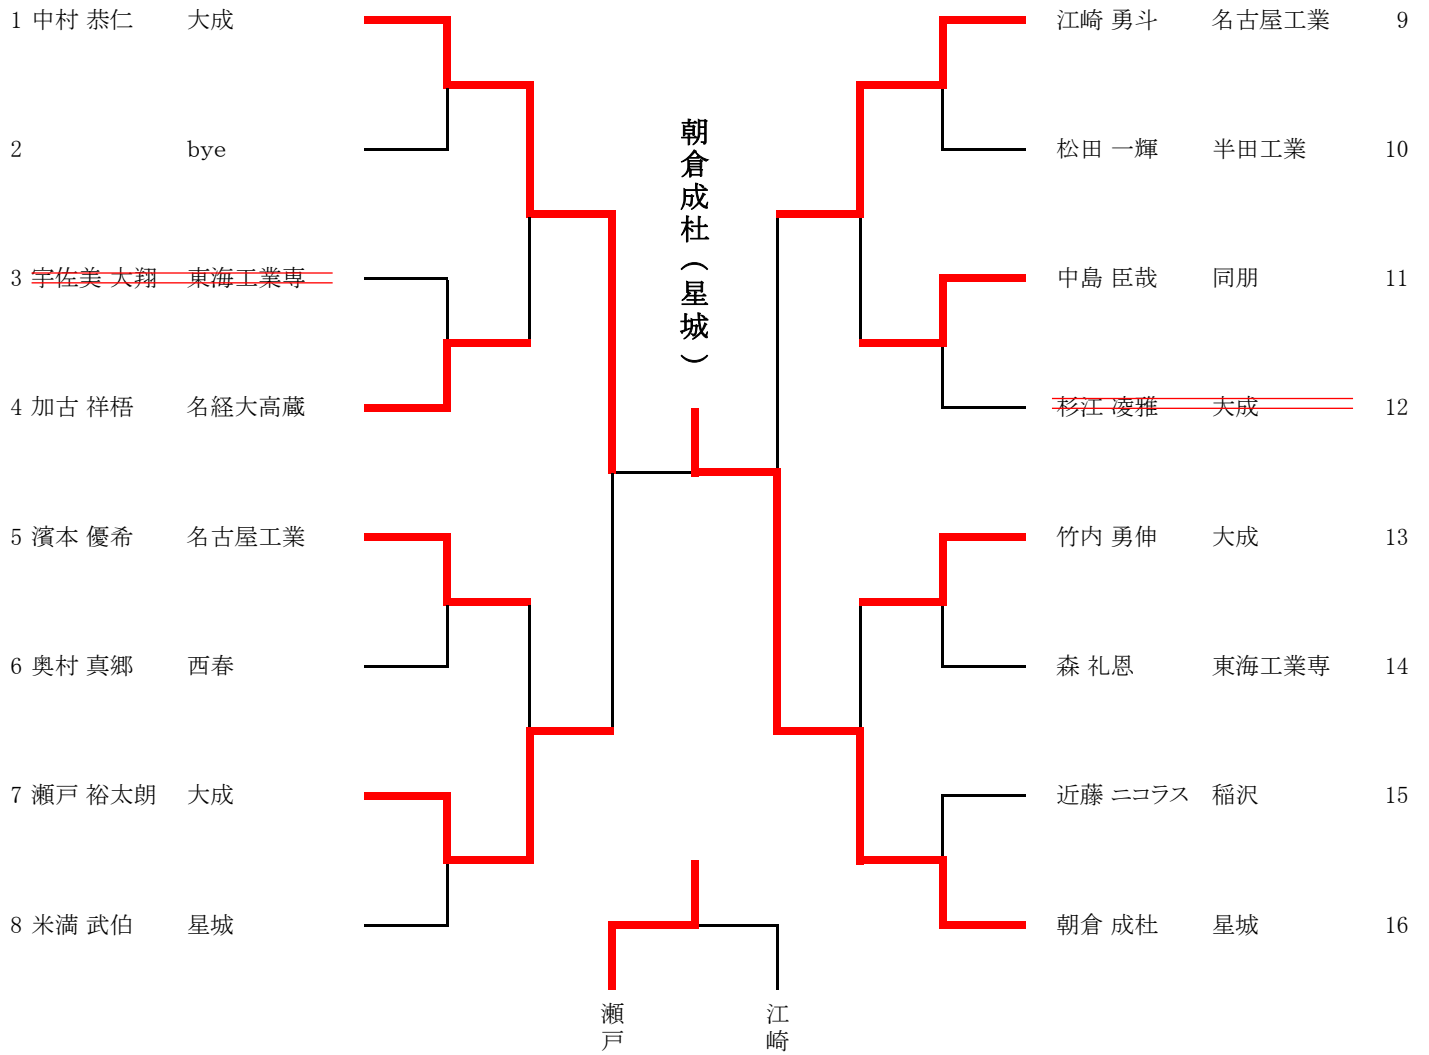 1 中村 恭仁 大成
2 bye
3 宇佐美 大翔 東海工業専
4 加古 祥梧 名経大高蔵
5 濱本 優希 名古屋工業
6 奥村 真郷 西春
7 瀬戸 裕太朗 大成
8 米満 武伯 星城
朝倉成杜（星城）
江崎 勇斗 名古屋工業 9
松田 一輝 半田工業 10
中島 臣哉 同朋 11
杉江 凌雅 大成 12
竹内 勇伸 大成 13
森 礼恩 東海工業専 14
近藤 ニコラス 稲沢 15
朝倉 成杜 星城 16
瀬戸
江崎